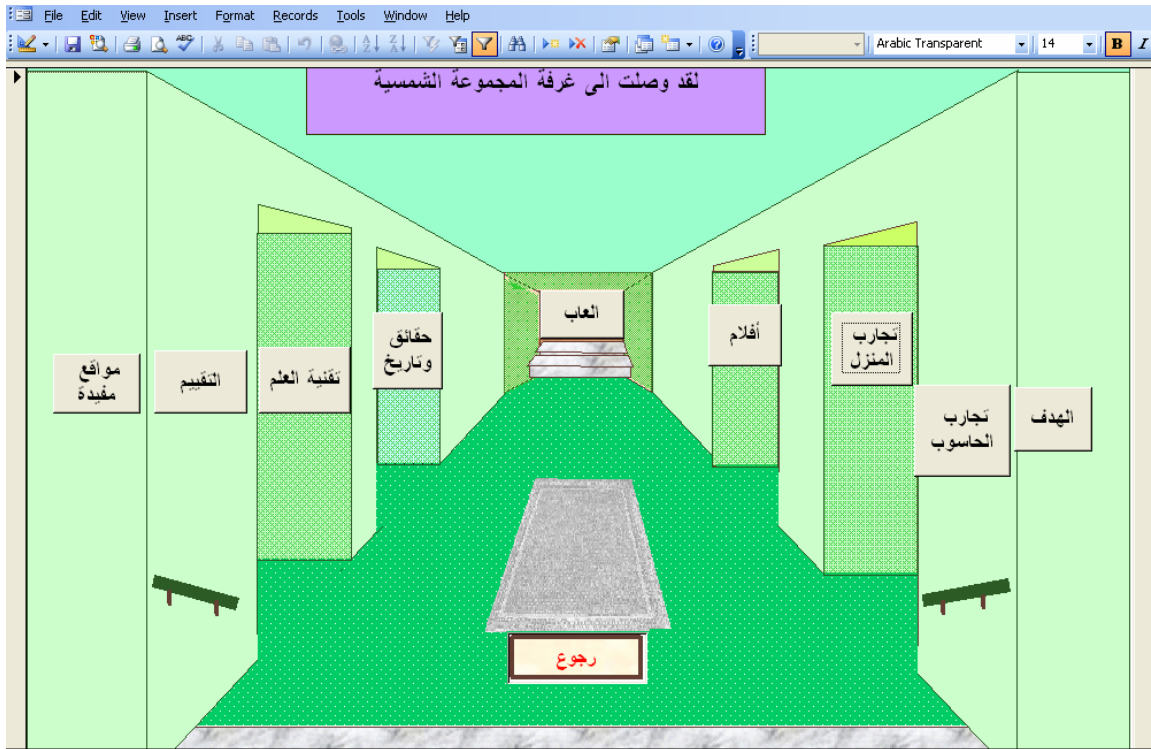 File Edit View Insert Format Records Tools Window Help
Arabic Transparent 14 B I
لقد وصلت الى غرفة المجموعة الشمسية
العاب
أفلام
حقائق
وتاريخ
تجارب
المنزل
تقنية العلم
التقييم
مواقع
مفيدة
تجارب
الحاسوب
الهدف
رجوع